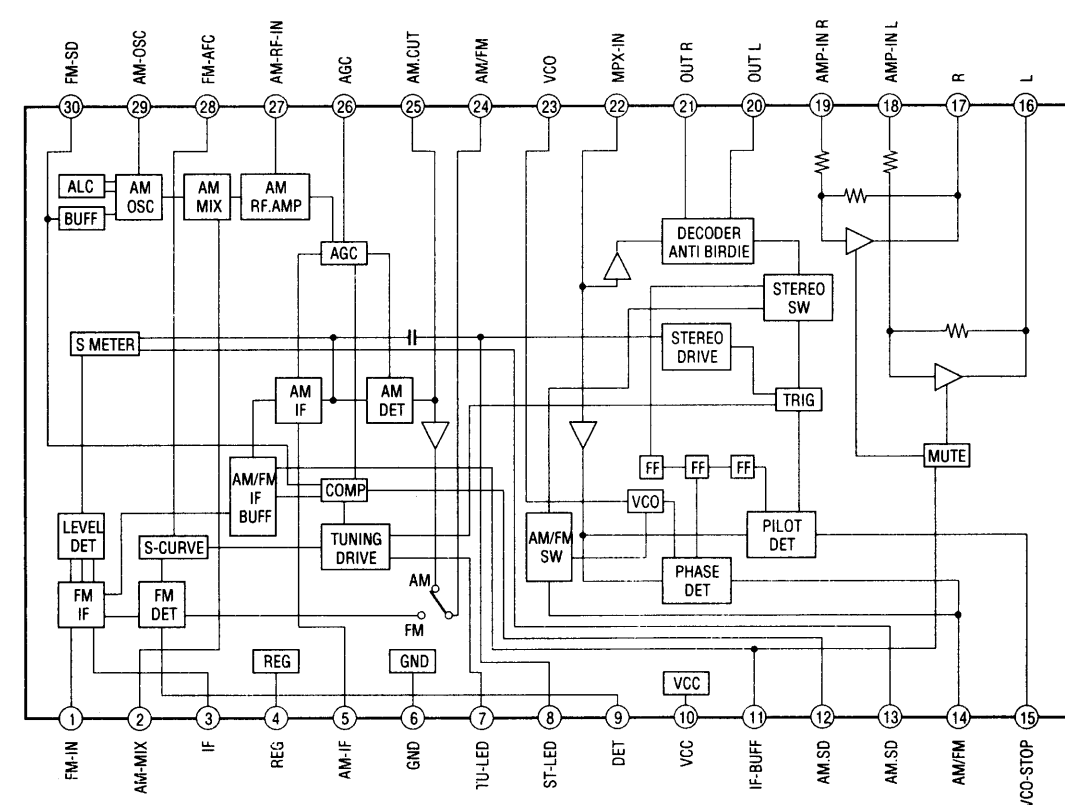 FM-SD
AM-OSC
FM-AFC
AM-RF-IN
AGC
AM.CUT
AM/FM
VCO
MPX-IN
OUT R
OUT L
AMP-IN R
AMP-IN L
R
L
30
29
28
27
26
25
24
23
22
21
20
19
18
17
16
ALC
BUFF
AM
OSC
AM
MIX
AM
RF.AMP
AGC
DECODER
ANTI BIRDIE
STEREO
SW
S METER
STEREO
DRIVE
AM
IF
AM
DET
TRIG
MUTE
AM/FM
IF
BUFF
COMP
FF
FF
FF
VCO
LEVEL
DET
S-CURVE
TUNING
DRIVE
AM/FM
SW
PILOT
DET
FM
IF
FM
DET
PHASE
DET
AM
FM
REG
GND
VCC
1
2
3
4
5
6
7
8
9
10
11
12
13
14
15
FM-IN
AM-MIX
IF
REG
AM-IF
GND
TU-LED
ST-LED
DET
VCC
IF-BUFF
AM.SD
AM.SD
AM/FM
VCO-STOP